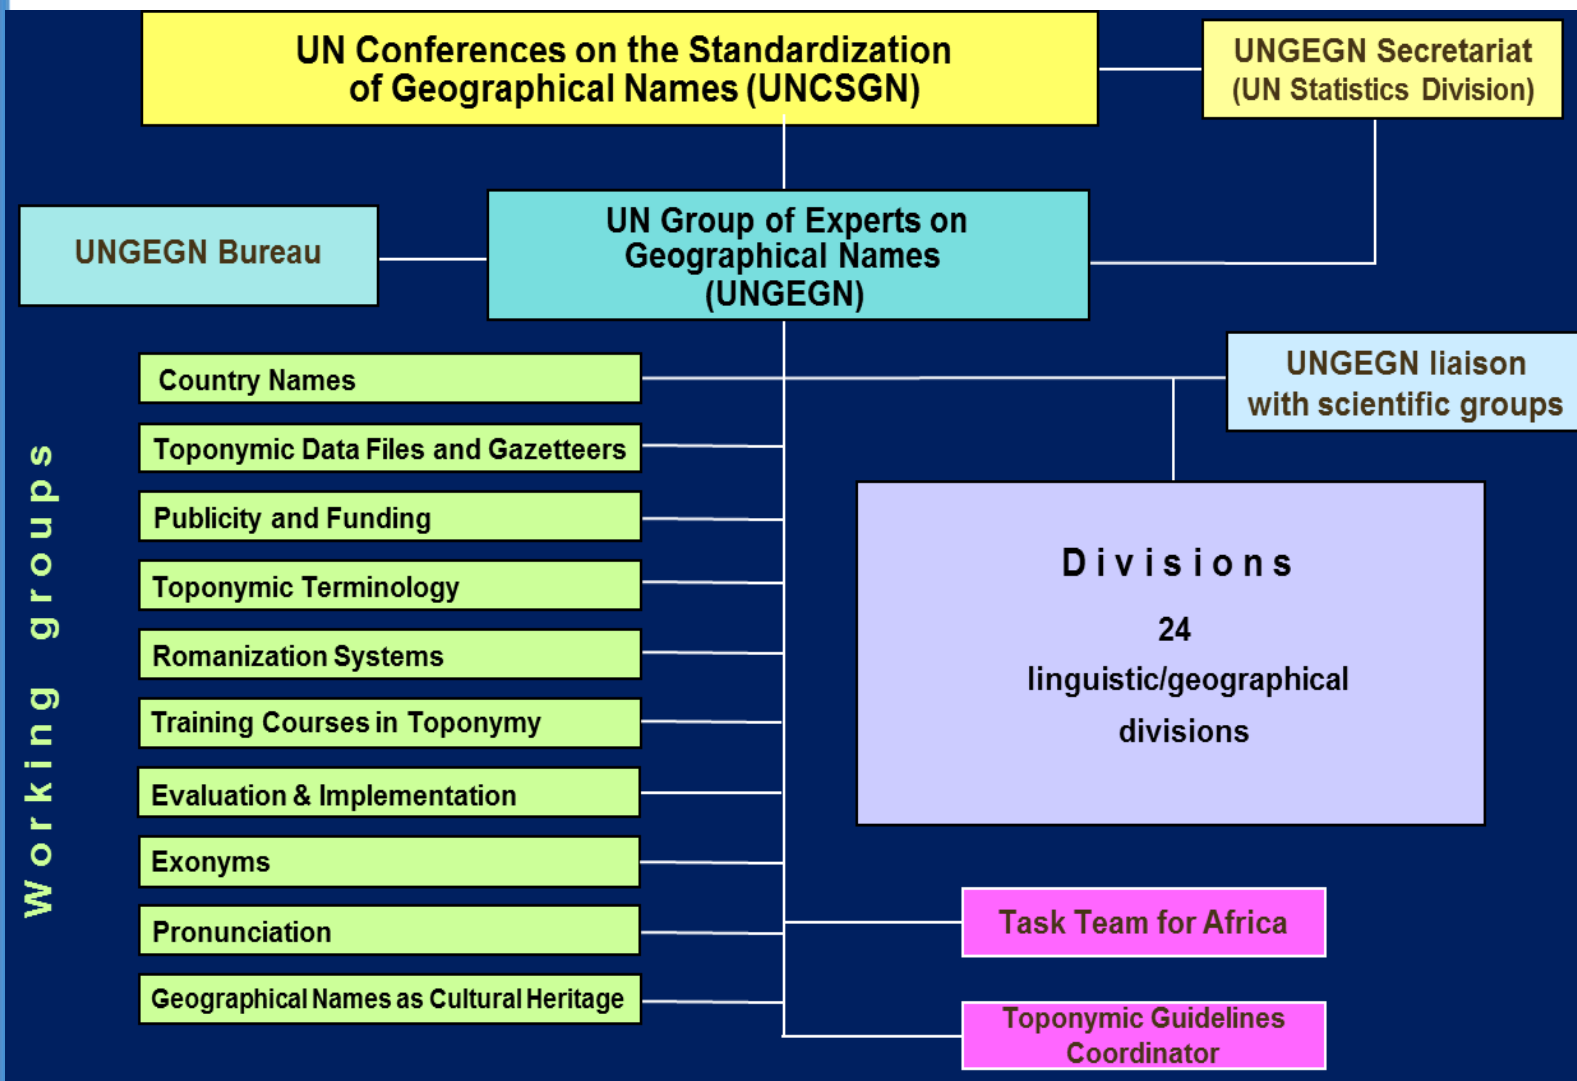 UN Conferences on the Standardization
of Geographical Names (UNCSGN)
UNGEGN Secretariat
(UN Statistics Division)
UNGEGN Bureau
UN Group of Experts on
Geographical Names
(UNGEGN)
UNGEGN liaison
with scientific groups
Working groups
Country Names
Toponymic Data Files and Gazetteers
Publicity and Funding
Toponymic Terminology
Romanization Systems
Training Courses in Toponymy
Evaluation & Implementation
Exonyms
Pronunciation
Geographical Names as Cultural Heritage
Divisions
24
linguistic/geographical
divisions
Task Team for Africa
Toponymic Guidelines
Coordinator